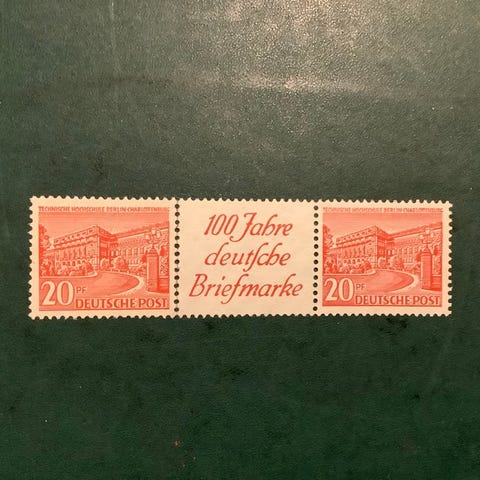 TECHNISCHE HOCHSCHULE BERLIN-CHARLOTTENBURG
20 PF
DEUTSCHE POST
100 Jahre
deutsche
Briefmarke
TECHNISCHE HOCHSCHULE BERLIN-CHARLOTTENBURG
20 PF
DEUTSCHE POST